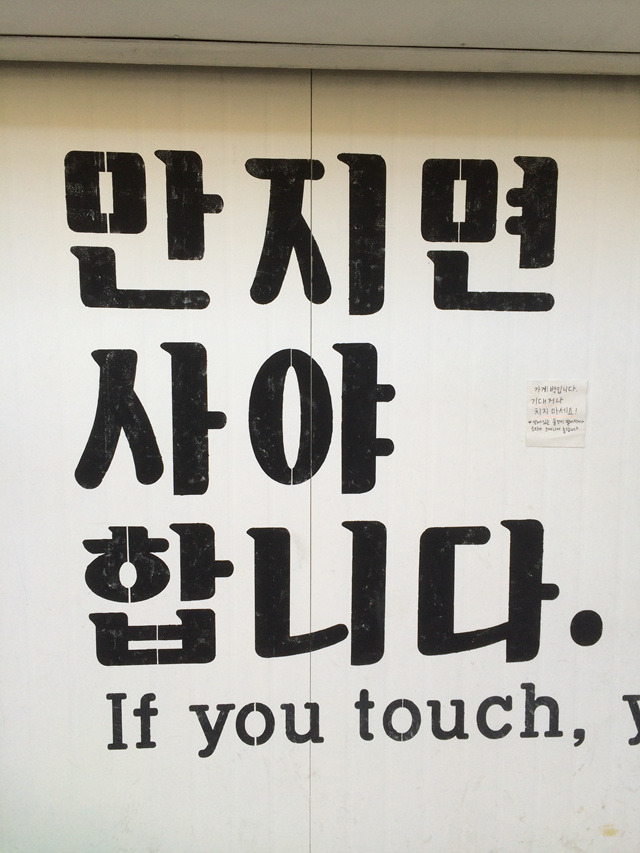 만지면
사야
합니다.
가게 벽입니다.
기대거나
치지 마세요!
If you touch, y